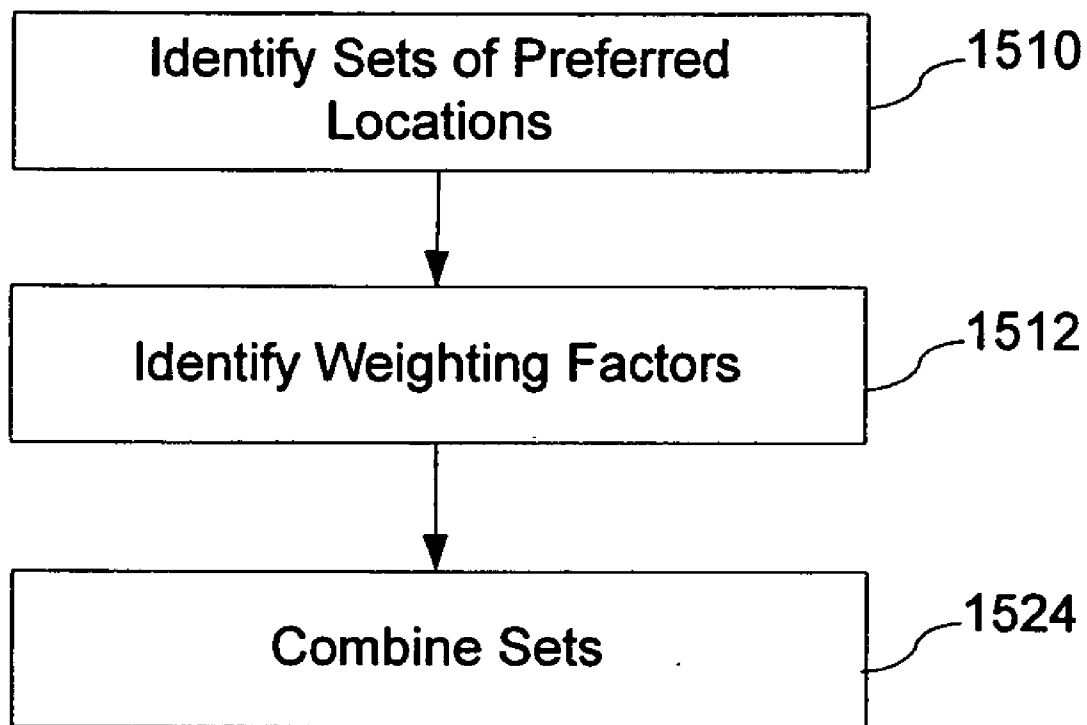 Identify Sets of Preferred
Locations
1510
Identify Weighting Factors
1512
Combine Sets
1524